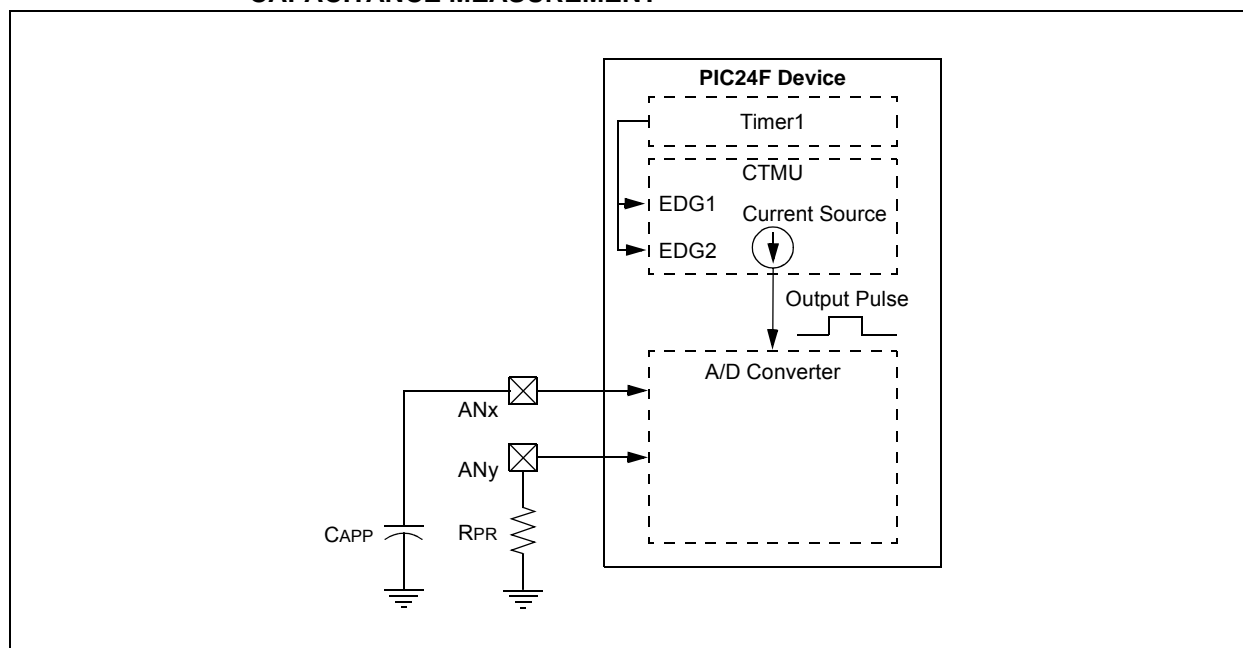 CAPACITANCE MEASUREMENT
PIC24F Device
Timer1
CTMU
EDG1
Current Source
EDG2
Output Pulse
A/D Converter
ANx
ANy
CAPP
RPR